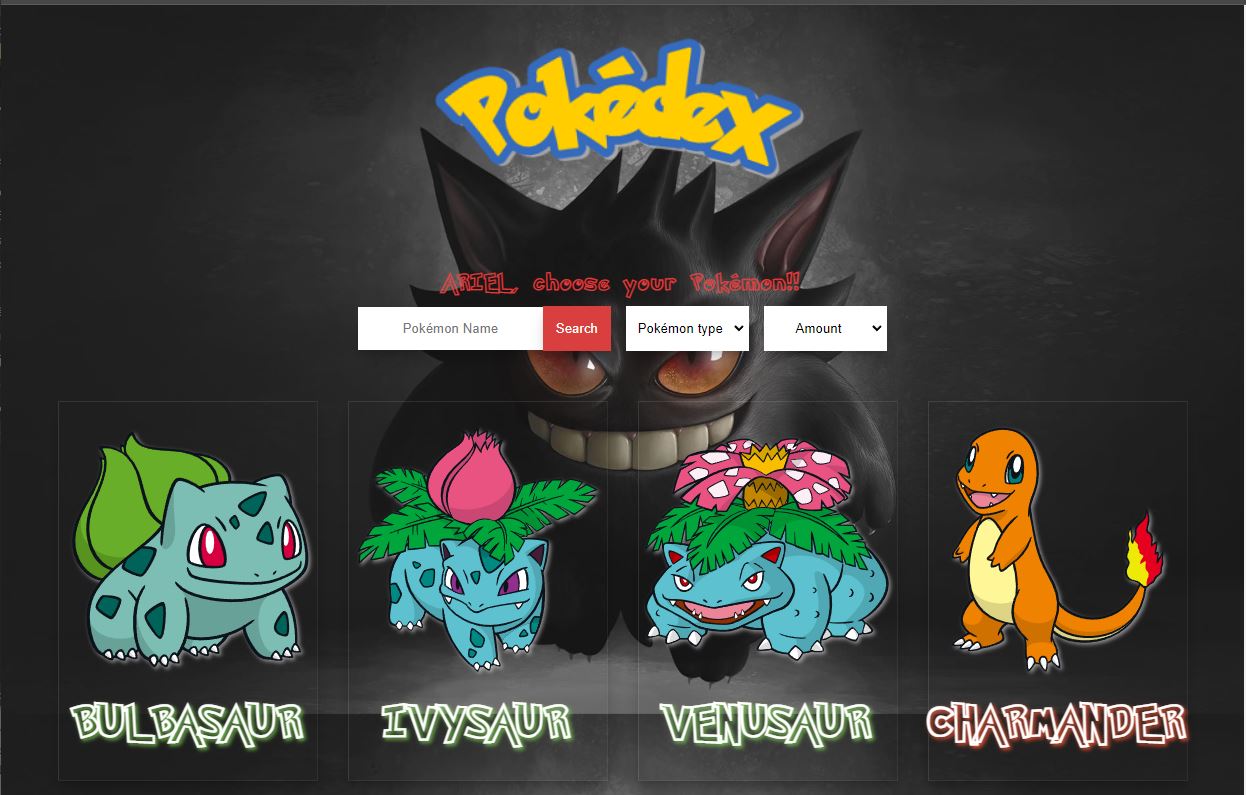 Pokédex
ARIEL, choose your Pokémon!!
Pokémon Name Search Pokémon type Amount
BULBASAUR IVYSAUR VENUSAUR CHARMANDER